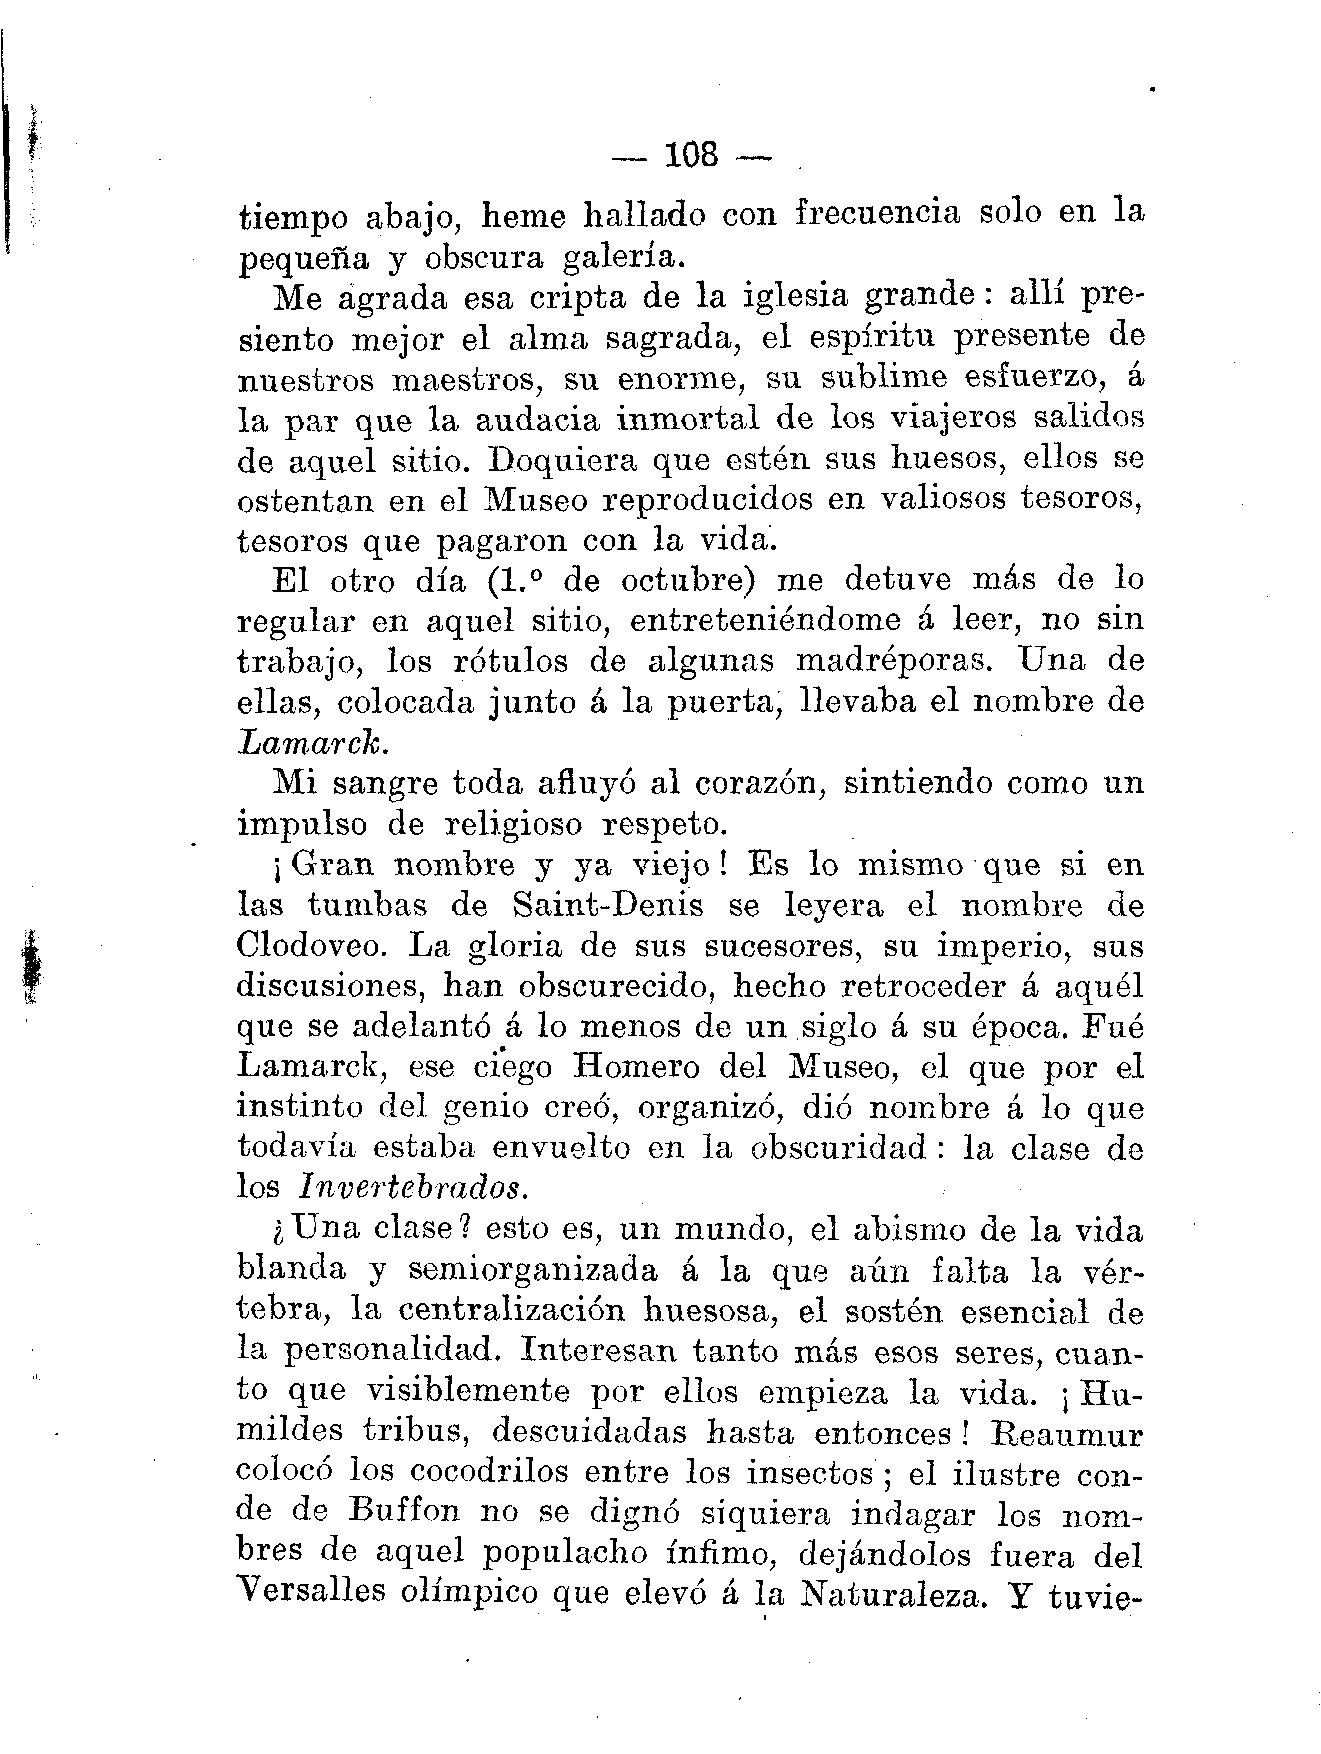 — 108 —
tiempo abajo, heme hallado con frecuencia solo en la
pequeña y obscura galería.
Me agrada esa cripta de la iglesia grande : allí pre-
siento mejor el alma sagrada, el espíritu presente de
nuestros maestros, su enorme, su sublime esfuerzo, á
la par que la audacia inmortal de los viajeros salidos
de aquel sitio. Doquiera que estén sus huesos, ellos se
ostentan en el Museo reproducidos en valiosos tesoros,
tesoros que pagaron con la vida.
El otro día (1.º de octubre) me detuve más de lo
regular en aquel sitio, entreteniéndome á leer, no sin
trabajo, los rótulos de algunas madréporas. Una de
ellas, colocada junto á la puerta, llevaba el nombre de
Lamarck.
Mi sangre toda afluyó al corazón, sintiendo como un
impulso de religioso respeto.
¡ Gran nombre y ya viejo ! Es lo mismo que si en
las tumbas de Saint-Denis se leyera el nombre de
Clodoveo. La gloria de sus sucesores, su imperio, sus
discusiones, han obscurecido, hecho retroceder á aquél
que se adelantó á lo menos de un siglo á su época. Fué
Lamarck, ese ciego Homero del Museo, el que por el
instinto del genio creó, organizó, dió nombre á lo que
todavía estaba envuelto en la obscuridad : la clase de
los Invertebrados.
¿ Una clase ? esto es, un mundo, el abismo de la vida
blanda y semiorganizada á la que aún falta la vér-
tebra, la centralización huesosa, el sostén esencial de
la personalidad. Interesan tanto más esos seres, cuan-
to que visiblemente por ellos empieza la vida. ¡ Hu-
mildes tribus, descuidadas hasta entonces ! Reaumur
colocó los cocodrilos entre los insectos ; el ilustre con-
de de Buffon no se dignó siquiera indagar los nom-
bres de aquel populacho ínfimo, dejándolos fuera del
Versalles olímpico que elevó á la Naturaleza. Y tuvie-